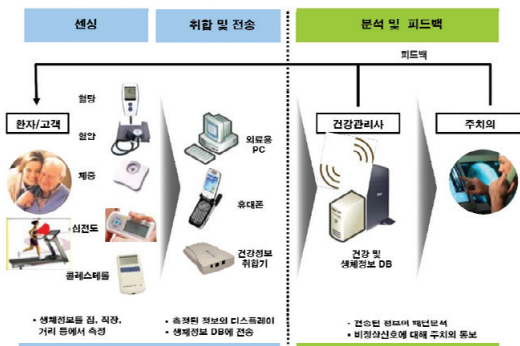 센싱
취합 및 전송
분석 및 피드백
피드백
환자/고객
혈당
혈압
체중
심전도
콜레스테롤
의료용
PC
휴대폰
건강정보
취합기
건강관리사
주치의
건강 및
생체정보 DB
• 생체정보를 집, 직장,
거리 등에서 측정
• 측정된 정보의 디스플레이
• 생체정보 DB에 전송
- 전송된 정보의 패턴분석
• 비정상신호에 대해 주치의 통보